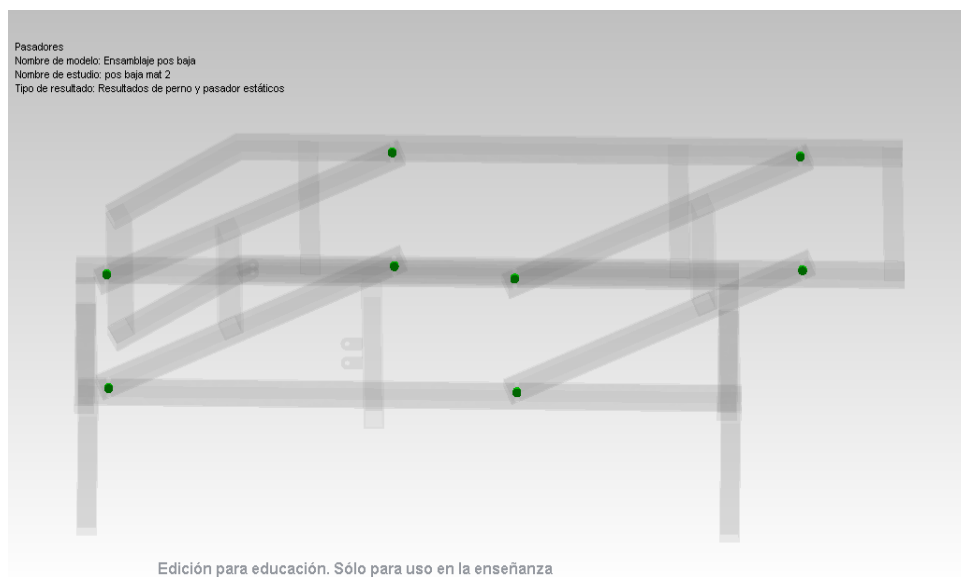 Pasadores
Nombre de modelo: Ensamblaje pos baja
Nombre de estudio: pos baja mat 2
Tipo de resultado: Resultados de perno y pasador estáticos
Edición para educación. Sólo para uso en la enseñanza